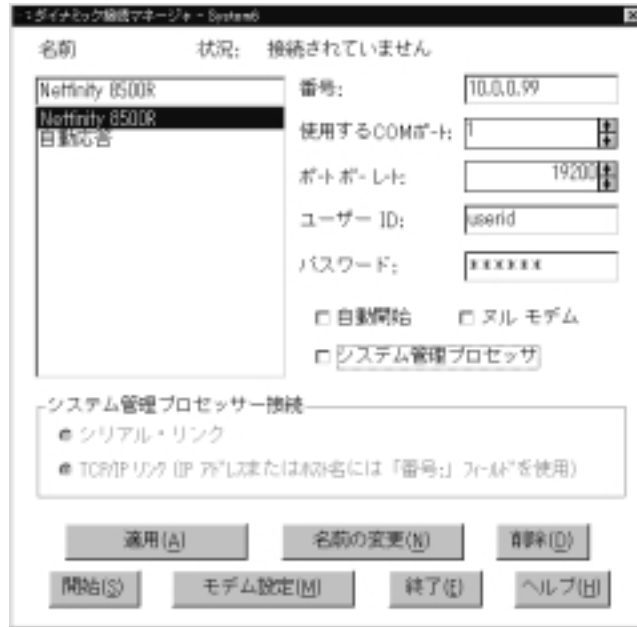 ダイナミック接続マネージャ - System6
名前 状況: 接続されていません
Netfinity 8500R
Netfinity 8500R
自動応答
番号: 10.0.0.99
使用するCOMポート: 1
ポート ボー レート: 19200
ユーザー ID: userid
パスワード: ******
自動開始 ヌル モデム
システム管理プロセッサ
システム管理プロセッサー接続
シリアル・リンク
TCP/IP リンク (IP アドレスまたはホスト名には「番号:」フィールドを使用)
適用(A) 名前の変更(N) 削除(D)
開始(S) モデム設定(M) 終了(E) ヘルプ(H)